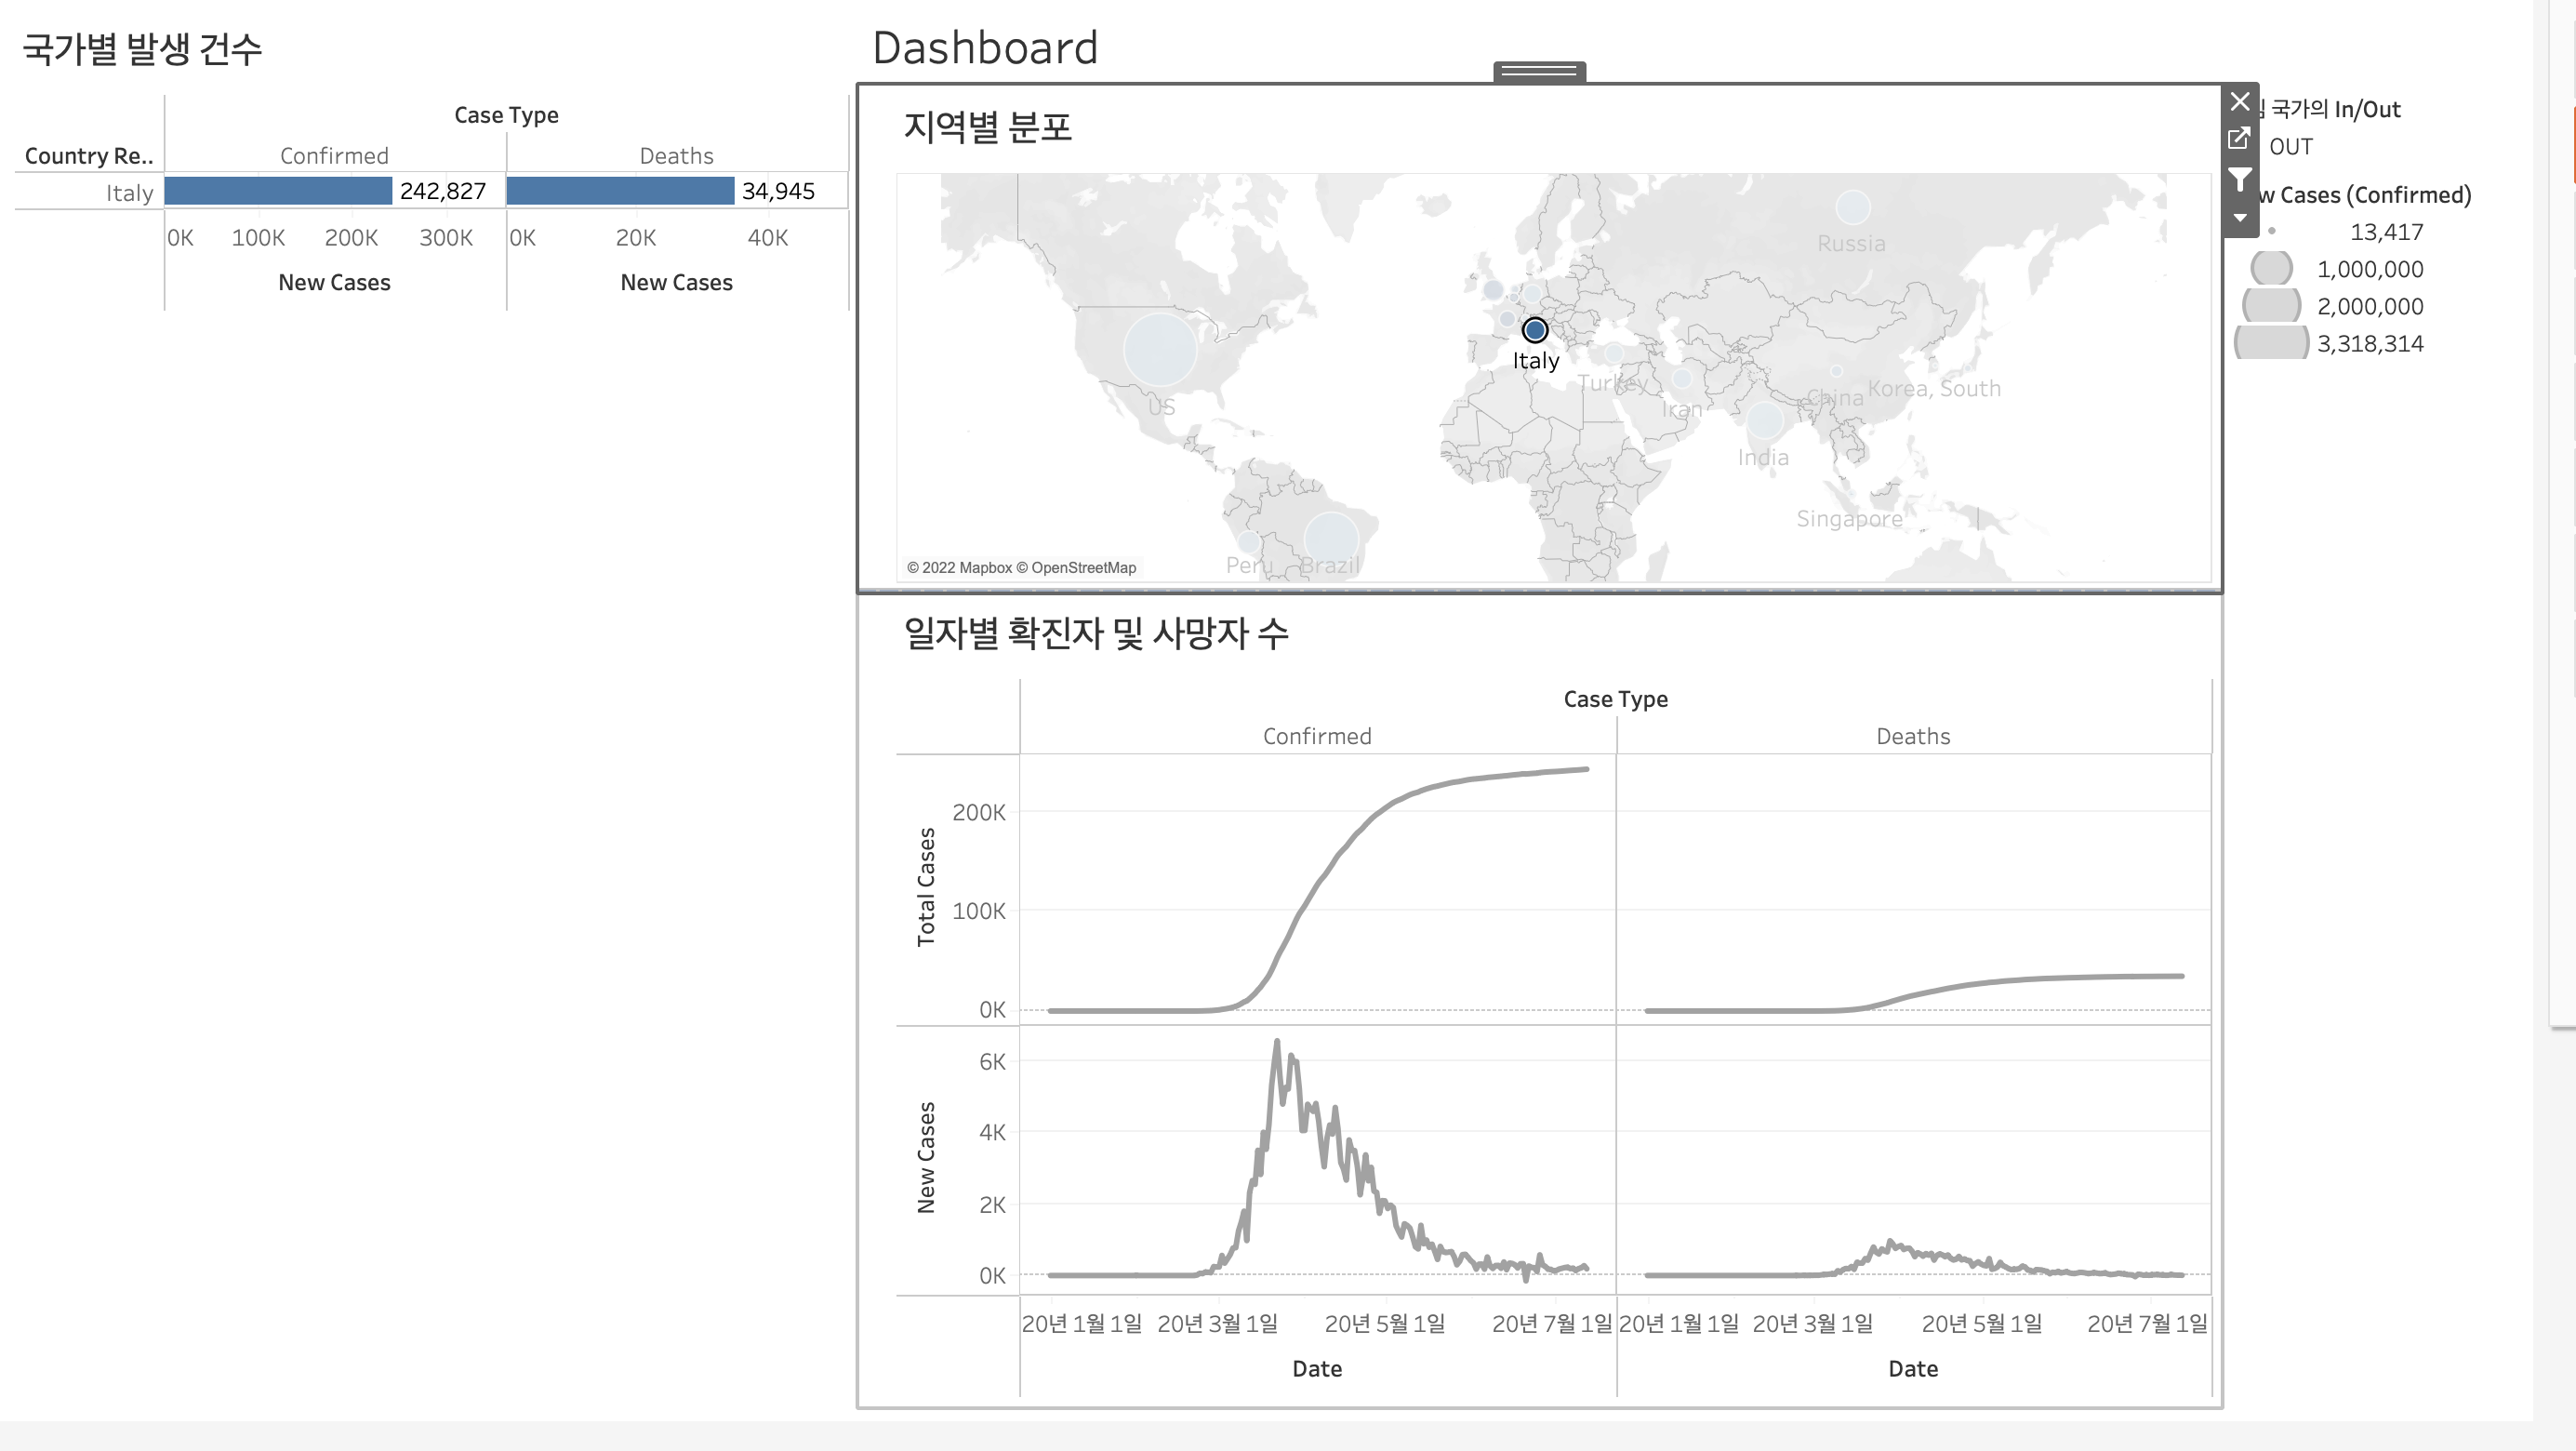 국가별 발생 건수
Case Type
Country Re.. Confirmed Deaths
Italy 242,827 34,945
0K 100K 200K 300K 0K 20K 40K
New Cases New Cases
Dashboard
지역별 분포
Russia
Italy
US
Turkey
Iran
China
Korea, South
India
Singapore
Peru
Brazil
© 2022 Mapbox © OpenStreetMap
국가의 In/Out
OUT
w Cases (Confirmed)
13,417
1,000,000
2,000,000
3,318,314
일자별 확진자 및 사망자 수
Case Type
Confirmed Deaths
Total Cases
200K
100K
0K
New Cases
6K
4K
2K
0K
20년 1월 1일 20년 3월 1일 20년 5월 1일 20년 7월 1일 20년 1월 1일 20년 3월 1일 20년 5월 1일 20년 7월 1일
Date Date